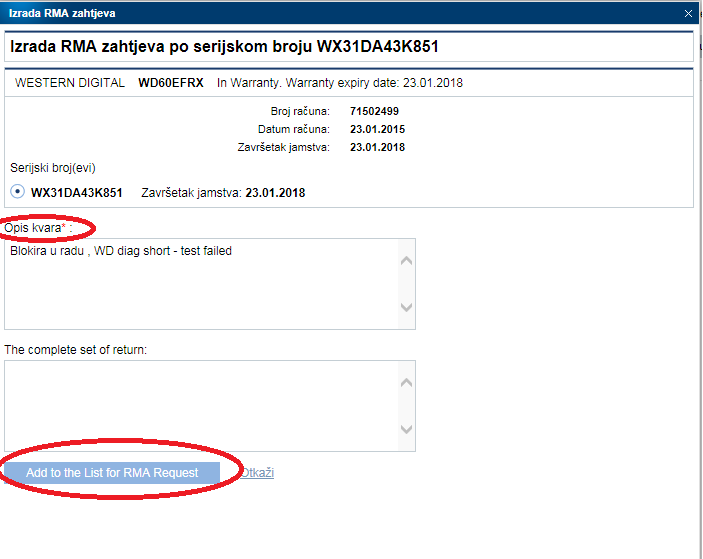 Izrada RMA zahtjeva
Izrada RMA zahtjeva po serijskom broju WX31DA43K851
WESTERN DIGITAL WD60EFRX In Warranty. Warranty expiry date: 23.01.2018
Broj računa: 71502499
Datum računa: 23.01.2015
Završetak jamstva: 23.01.2018
Serijski broj(evi)
WX31DA43K851 Završetak jamstva: 23.01.2018
Opis kvara* :
Blokira u radu , WD diag short - test failed
The complete set of return:
Add to the List for RMA Request Otkaži